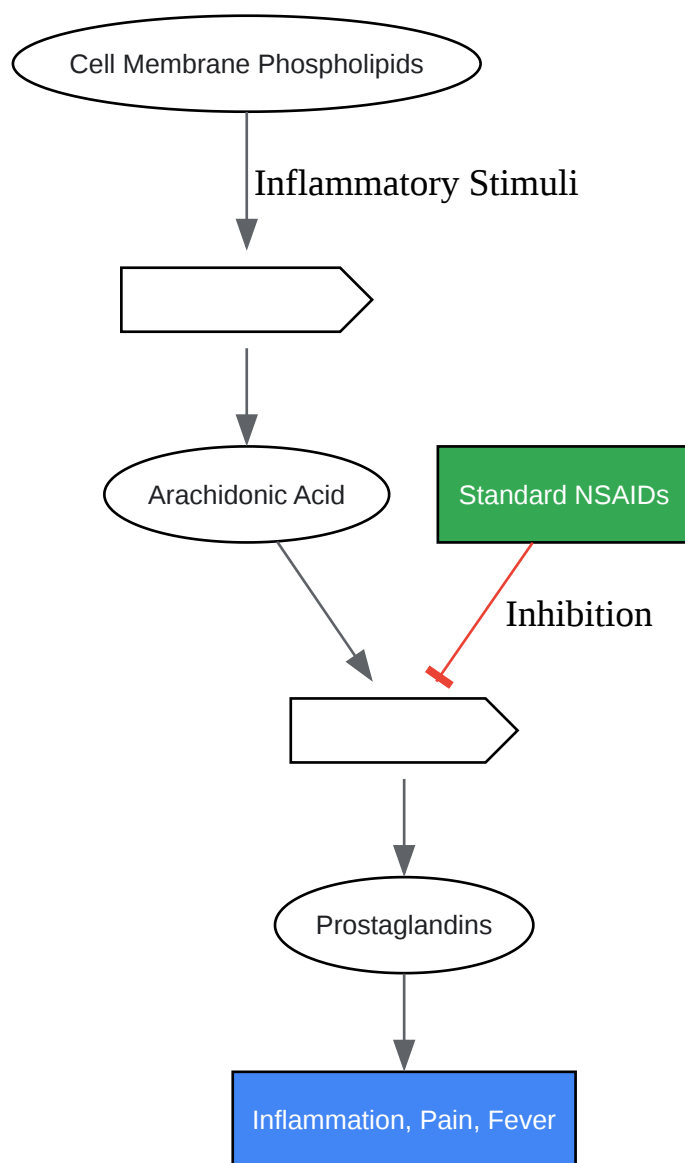 Cell Membrane Phospholipids
Inflammatory Stimuli
Arachidonic Acid
Standard NSAIDs
Inhibition
Prostaglandins
Inflammation, Pain, Fever